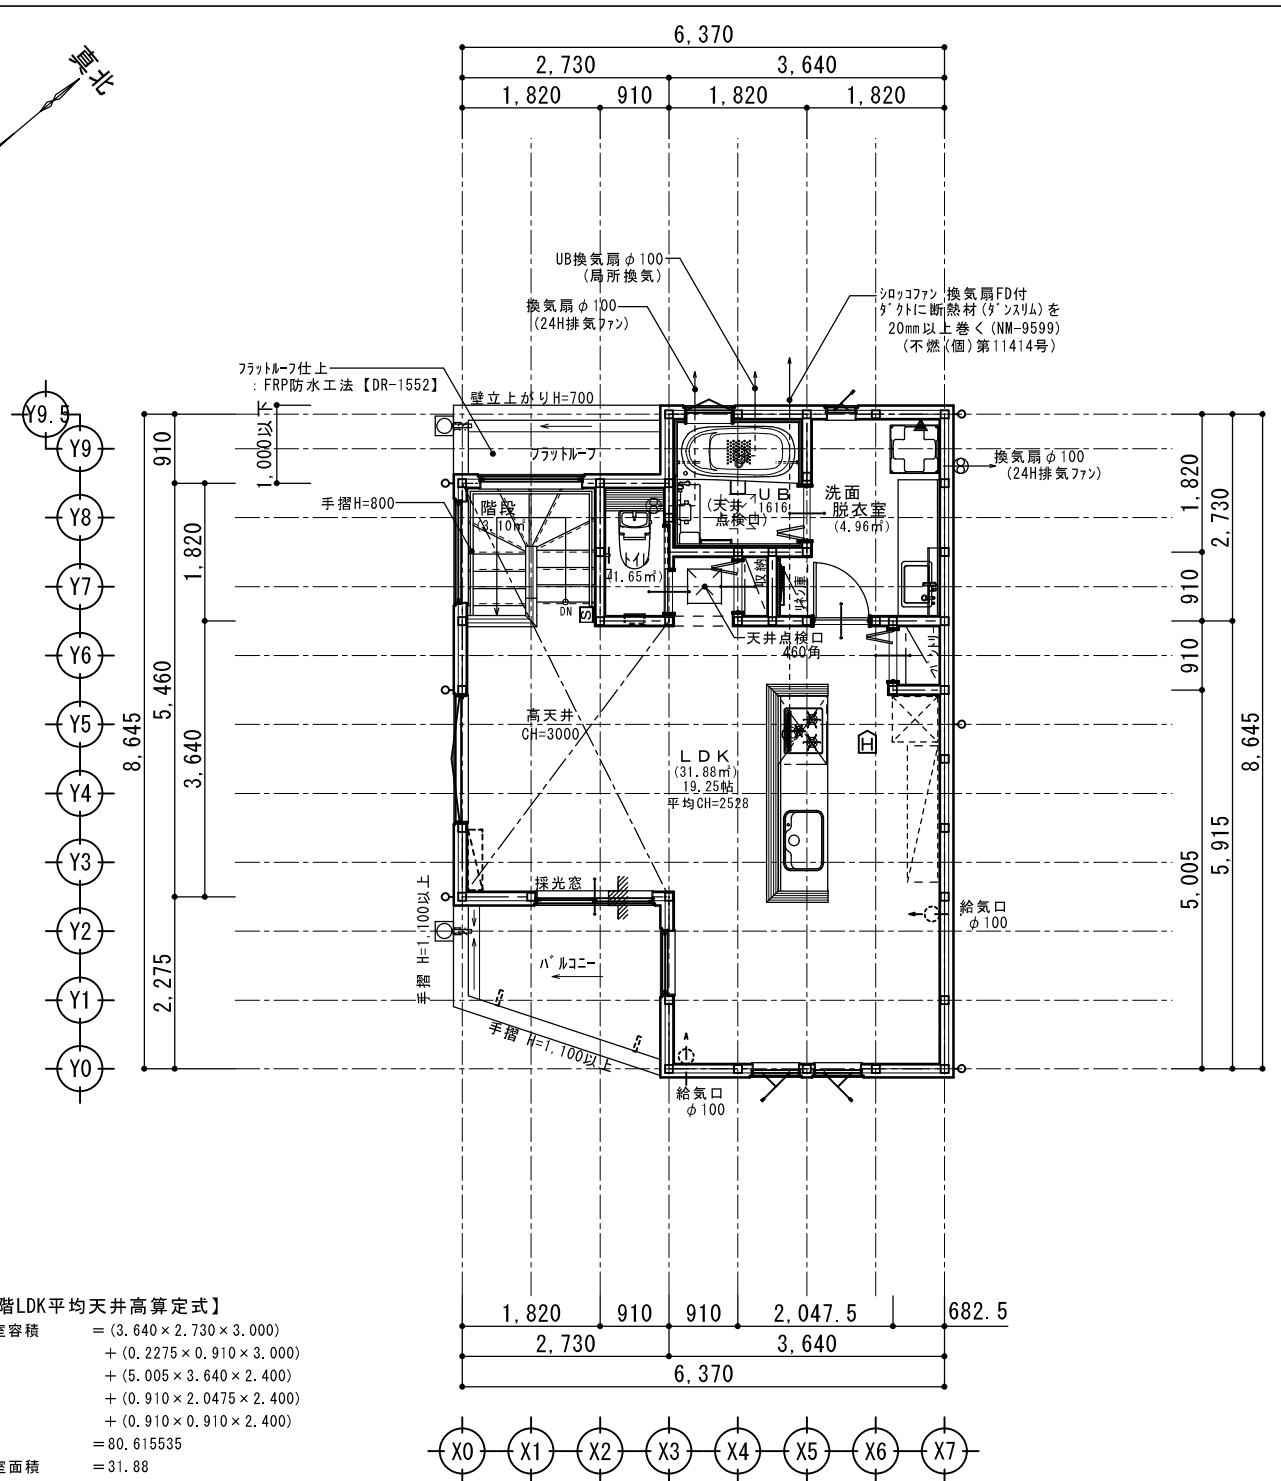 真北
6,370
2,730
3,640
1,820
910
1,820
1,820
UB換気扇φ100
(局所換気)
換気扇φ100
(24H排気ファン)
シロッコファン 換気扇FD付
ダクトに断熱材(ダンスリム)を
20mm以上巻く(NM-9599)
(不燃(個)第11414号)
フラットルーフ仕上
:FRP防水工法【DR-1552】
壁立上がりH=700
フラットルーフ
1,000以下
手摺H=800
階段
(3.10㎡
DN
S
トイレ
(1.65㎡)
UB
1616
(天井
点検口)
洗面
脱衣室
(4.96㎡)
換気扇φ100
(24H排気ファン)
収納
リネン庫
天井点検口
460角
パントリー
高天井
CH=3000
LDK
(31.88㎡)
19.25帖
平均CH=2528
H
採光窓
バルコニー
手摺 H=1,100以上
手摺 H=1,100以上
給気口
φ100
給気口
φ100
Y9.5
Y9
Y8
Y7
Y6
Y5
Y4
Y3
Y2
Y1
Y0
910
1,820
5,460
3,640
8,645
2,275
1,820
2,730
910
910
8,645
5,915
5,005
1,820
910
910
2,047.5
682.5
2,730
3,640
6,370
X0
X1
X2
X3
X4
X5
X6
X7
階LDK平均天井高算定式】
室容積 =(3.640×2.730×3.000)
+(0.2275×0.910×3.000)
+(5.005×3.640×2.400)
+(0.910×2.0475×2.400)
+(0.910×0.910×2.400)
=80.615535
室面積 =31.88